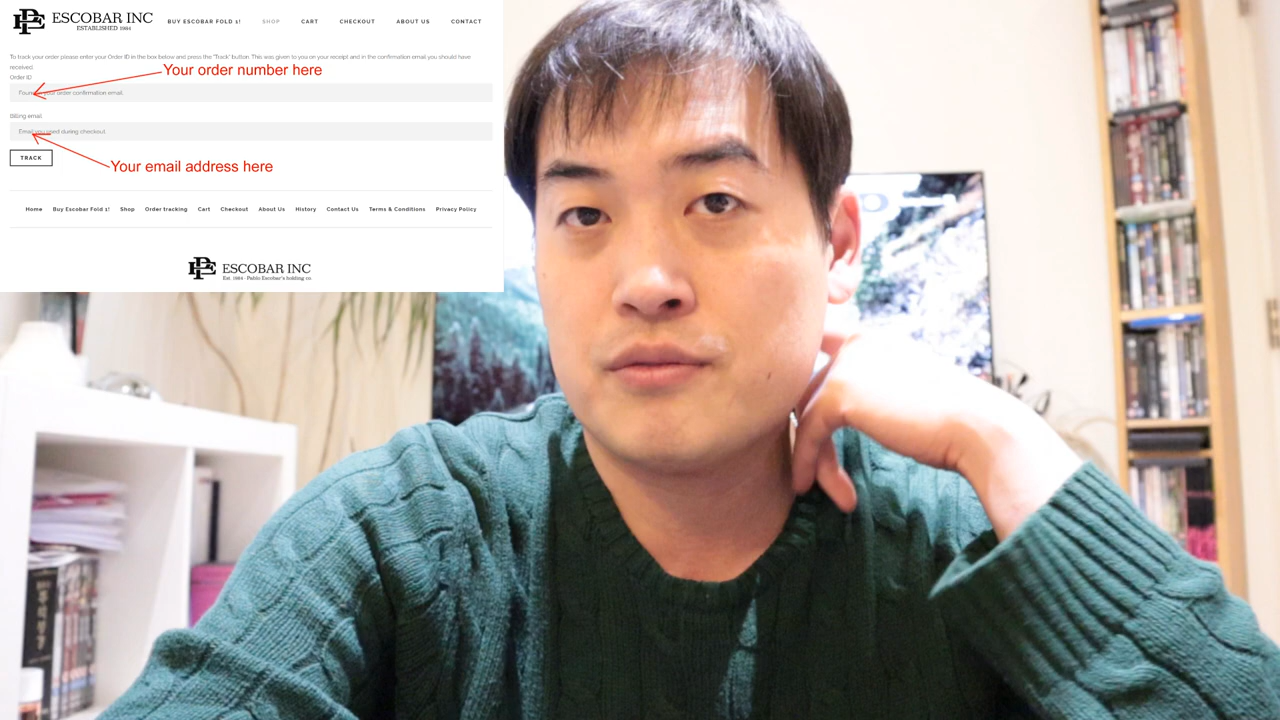 ESCOBAR INC
ESTABLISHED 1984
BUY ESCOBAR FOLD 1! SHOP CART CHECKOUT ABOUT US CONTACT
To track your order please enter your Order ID in the box below and press the "Track" button. This was given to you on your receipt and in the confirmation email you should have
received.
Your order number here
Order ID
your order confirmation email.
Billing email
Email you used during checkout.
TRACK
Your email address here
Home Buy Escobar Fold 1! Shop Order tracking Cart Checkout About Us History Contact Us Terms & Conditions Privacy Policy
ESCOBAR INC
Est. 1984 - Pablo Escobar's holding co.